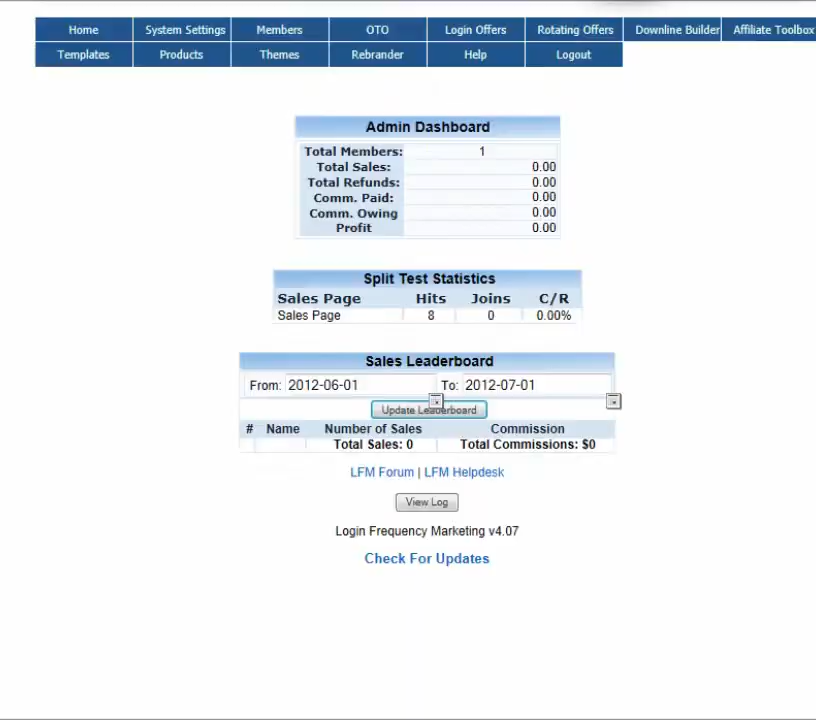 Home System Settings Members OTO Login Offers Rotating Offers Downline Builder Affiliate Toolbox
Templates Products Themes Rebrander Help Logout
Admin Dashboard
Total Members: 1
Total Sales: 0.00
Total Refunds: 0.00
Comm. Paid: 0.00
Comm. Owing 0.00
Profit 0.00
Split Test Statistics
Sales Page Hits Joins C/R
Sales Page 8 0 0.00%
Sales Leaderboard
From: 2012-06-01 To: 2012-07-01
Update Leaderboard
# Name Number of Sales Commission
Total Sales: 0 Total Commissions: $0
LFM Forum | LFM Helpdesk
View Log
Login Frequency Marketing v4.07
Check For Updates